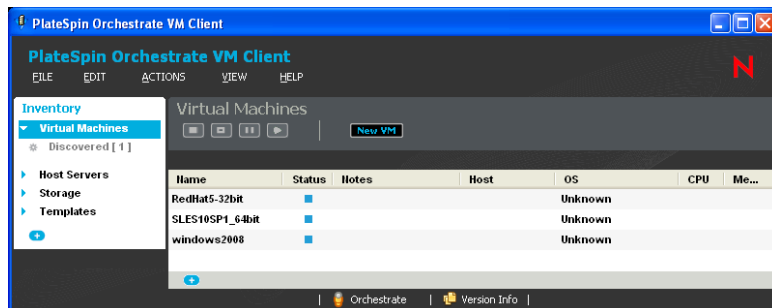 PlateSpin Orchestrate VM Client
PlateSpin Orchestrate VM Client
FILE EDIT ACTIONS VIEW HELP
N
Inventory
Virtual Machines
Discovered [ 1 ]
Host Servers
Storage
Templates
Virtual Machines
New VM
Name Status Notes Host OS CPU Me...
RedHat5-32bit Unknown
SLES10SP1_64bit Unknown
windows2008 Unknown
| Orchestrate | Version Info |